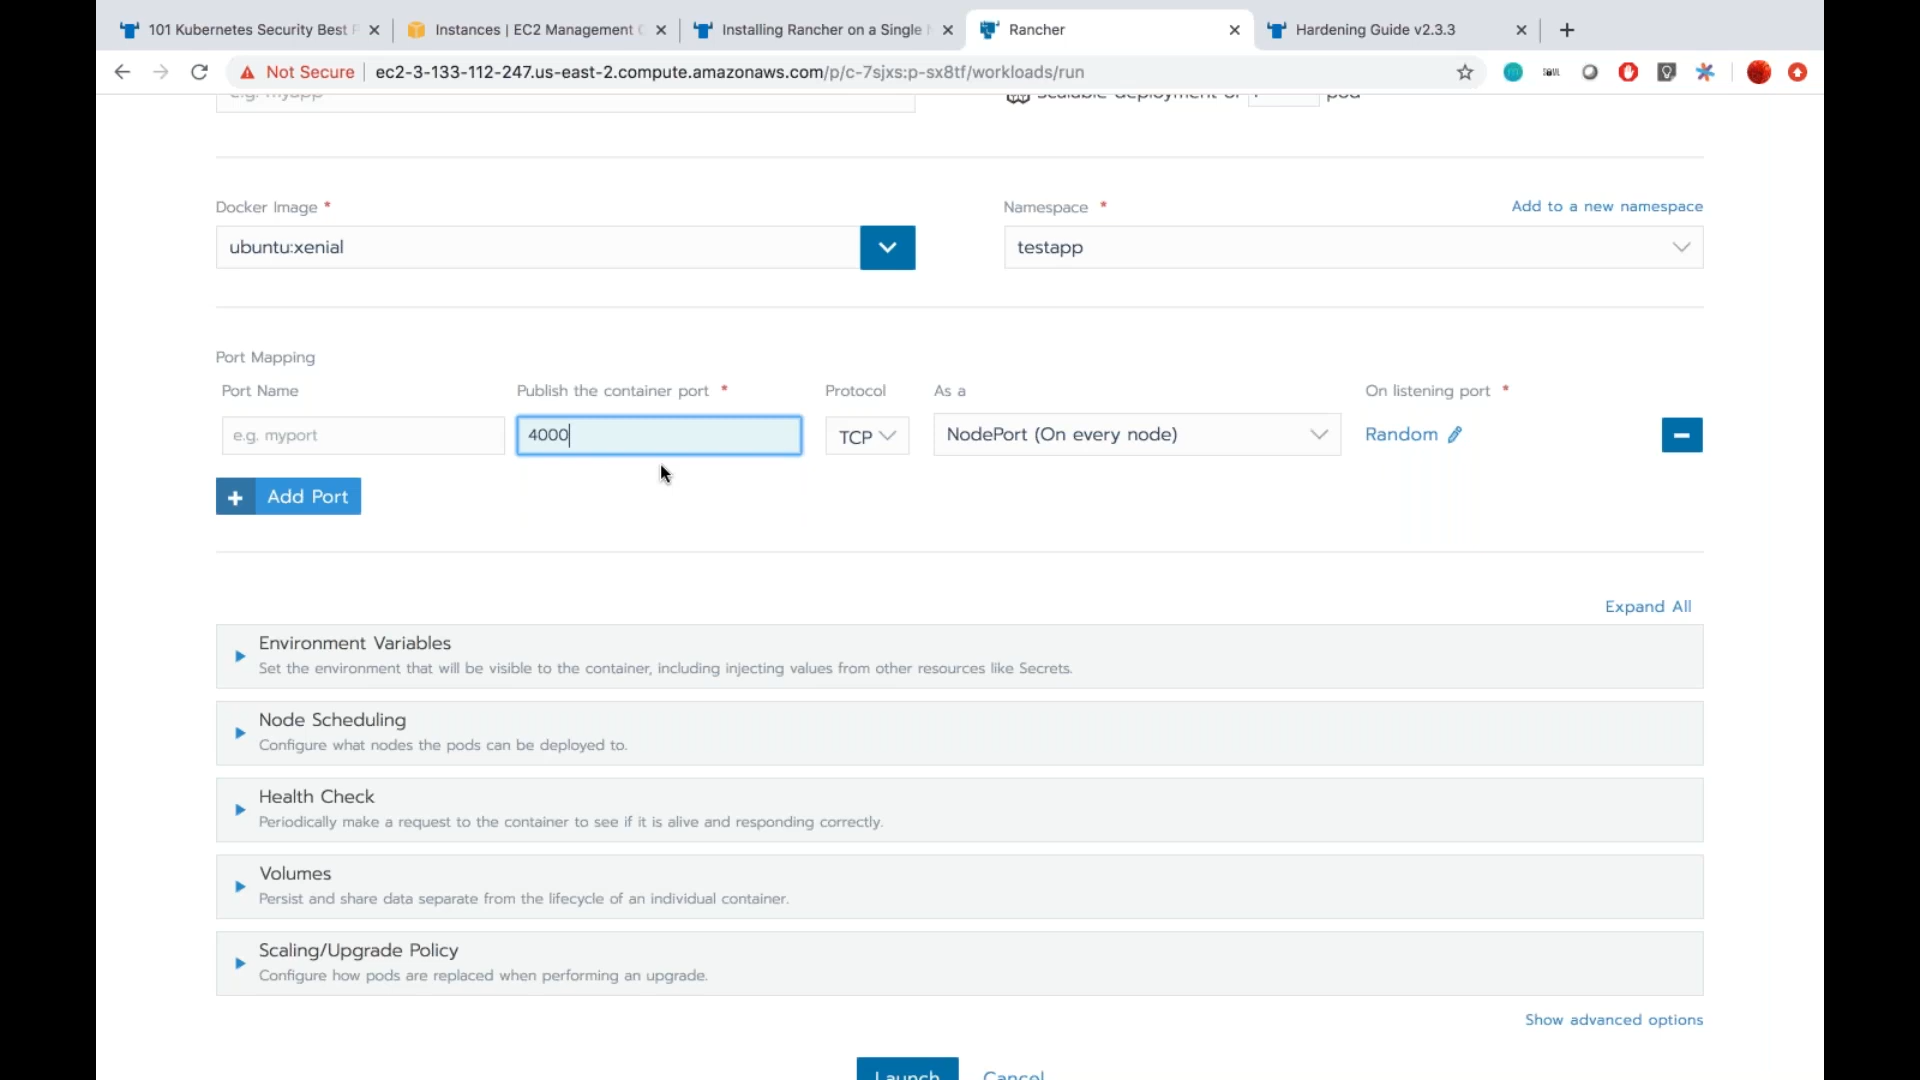 101 Kubernetes Security Best P
Instances | EC2 Management C
Installing Rancher on a Single N
Rancher
Hardening Guide v2.3.3
Not Secure
ec2-3-133-112-247.us-east-2.compute.amazonaws.com/p/c-7sjxs:p-sx8tf/workloads/run
e.g. myapp
Scalable deployment of
pod
Docker Image *
Namespace *
Add to a new namespace
ubuntu:xenial
testapp
Port Mapping
Port Name
Publish the container port *
Protocol
As a
On listening port *
e.g. myport
4000
TCP
NodePort (On every node)
Random
+ Add Port
Expand All
Environment Variables
Set the environment that will be visible to the container, including injecting values from other resources like Secrets.
Node Scheduling
Configure what nodes the pods can be deployed to.
Health Check
Periodically make a request to the container to see if it is alive and responding correctly.
Volumes
Persist and share data separate from the lifecycle of an individual container.
Scaling/Upgrade Policy
Configure how pods are replaced when performing an upgrade.
Show advanced options
Launch
Cancel